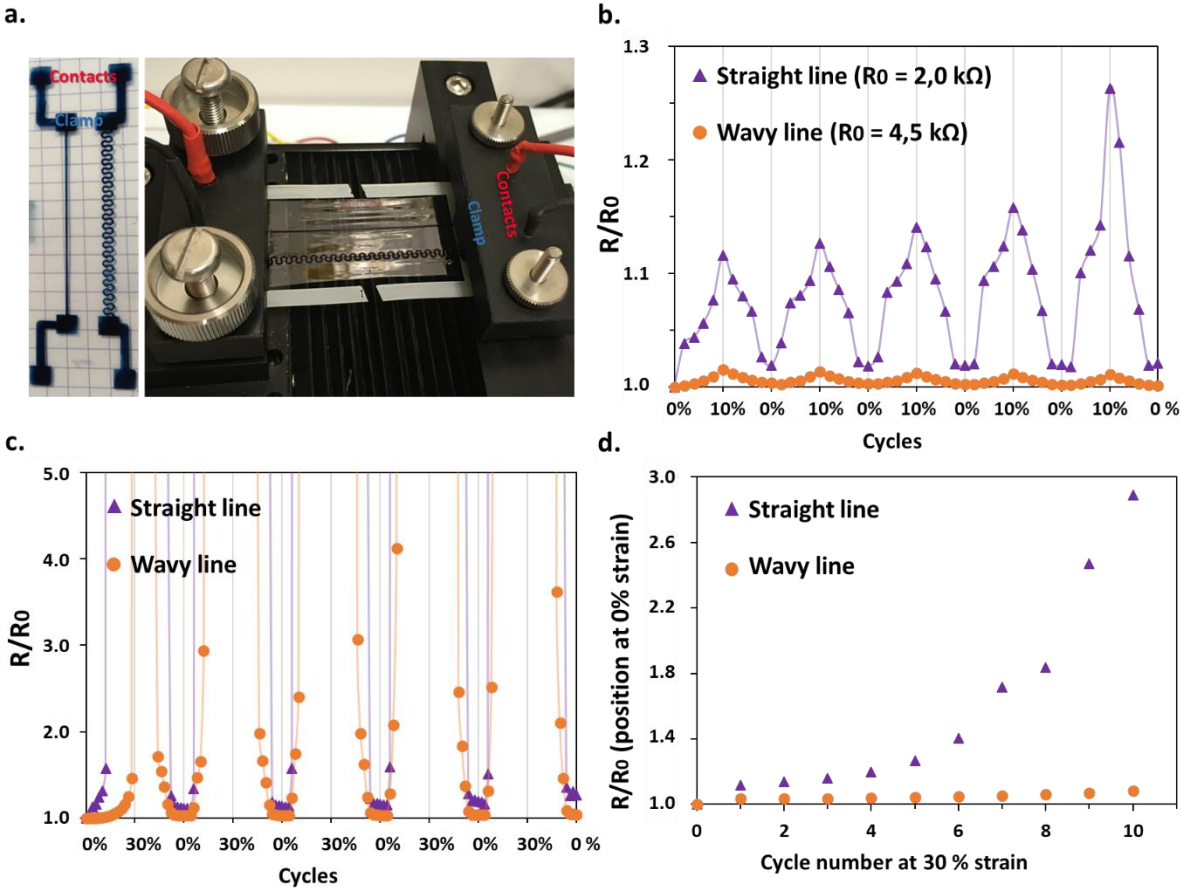 a.
Contacts
Clamp
Contacts
Clamp
b.
1.3
1.2
1.1
1.0
R/R0
Straight line (R0 = 2,0 kΩ)
Wavy line (R0 = 4,5 kΩ)
0% 10% 0% 10% 0% 10% 0% 10% 0% 10% 0 %
Cycles
c.
5.0
4.0
3.0
2.0
1.0
R/R0
Straight line
Wavy line
0% 30% 0% 30% 0% 30% 0% 30% 0% 30% 0 %
Cycles
d.
3.0
2.6
2.2
1.8
1.4
1.0
R/R0 (position at 0% strain)
Straight line
Wavy line
0 2 4 6 8 10
Cycle number at 30 % strain